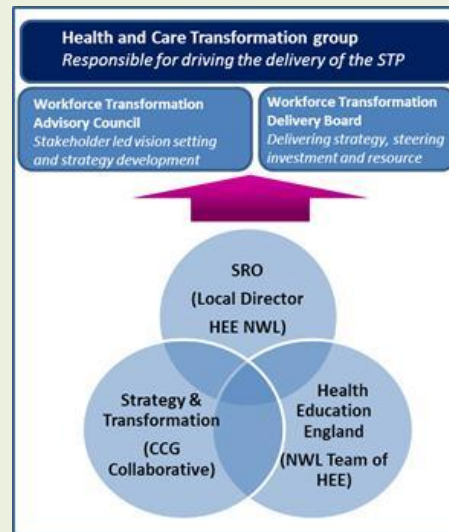 Health and Care Transformation group
Responsible for driving the delivery of the STP
Workforce Transformation
Advisory Council
Stakeholder led vision setting
and strategy development
Workforce Transformation
Delivery Board
Delivering strategy, steering
investment and resource
SRO
(Local Director
HEE NWL)
Strategy &
Transformation
(CCG
Collaborative)
Health
Education
England
(NWL Team of
HEE)